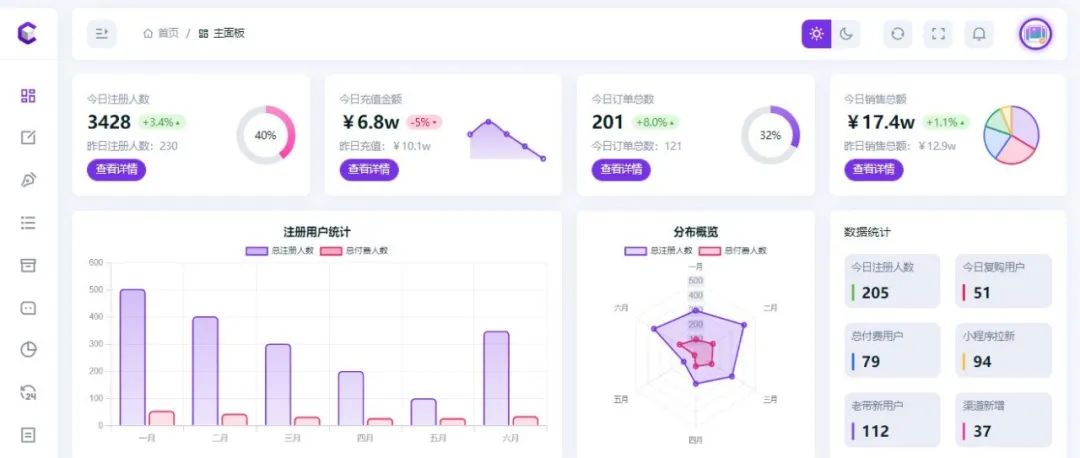 首页 / 主面板
今日注册人数
3428 +3.4%
昨日注册人数：230
查看详情
40%
今日充值金额
￥6.8w -5%
昨日充值：￥10.1w
查看详情
今日订单总数
201 +8.0%
今日订单总数：121
查看详情
32%
今日销售总额
￥17.4w +1.1%
昨日销售总额：￥12.9w
查看详情
注册用户统计
总注册人数 总付费人数
600
500
400
300
200
100
0
一月 二月 三月 四月 五月 六月
分布概览
总注册人数 总付费人数
一月
500
400
300
200
二月
三月
四月
五月
六月
数据统计
今日注册人数
205
今日复购用户
51
总付费用户
79
小程序拉新
94
老带新用户
112
渠道新增
37
24